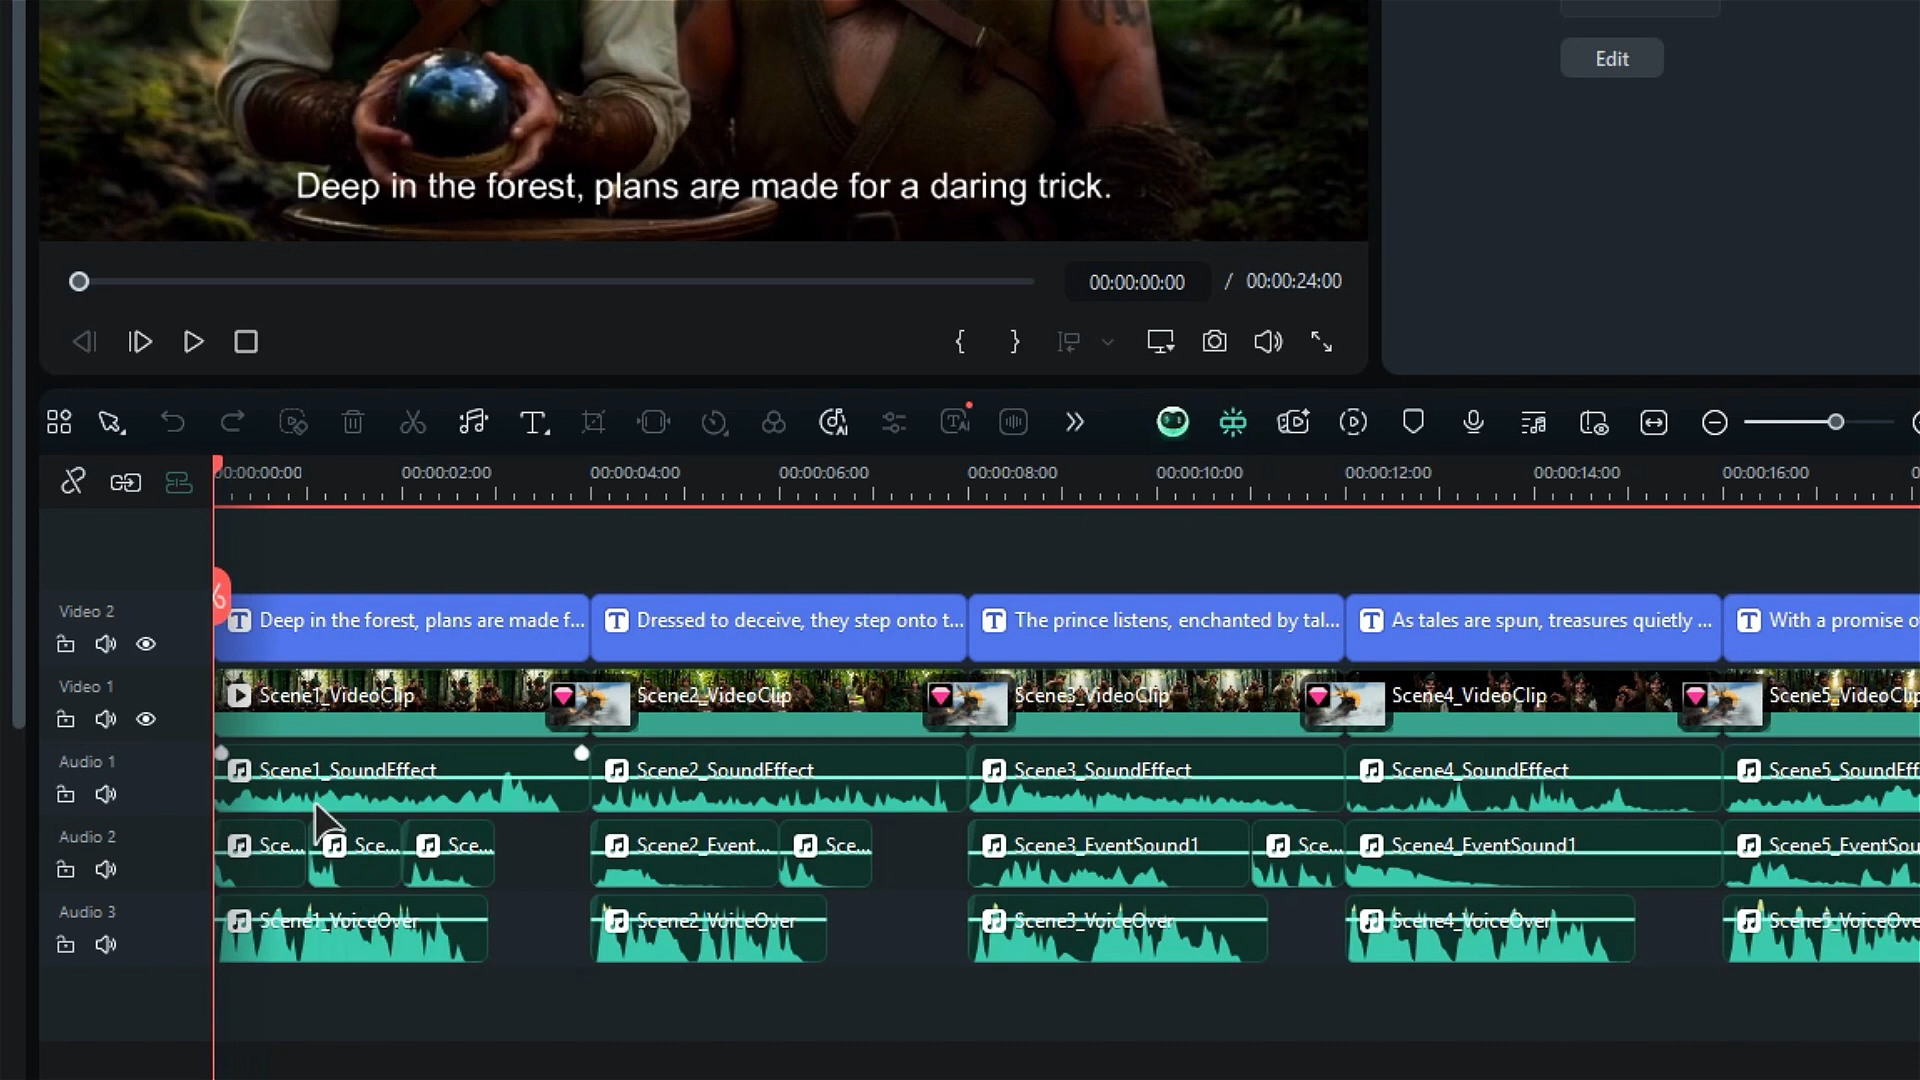 Edit
Deep in the forest, plans are made for a daring trick.
00:00:00:00 / 00:00:24:00
00:00:00:00 00:00:02:00 00:00:04:00 00:00:06:00 00:00:08:00 00:00:10:00 00:00:12:00 00:00:14:00 00:00:16:00
Video 2
Deep in the forest, plans are made f... Dressed to deceive, they step onto t... The prince listens, enchanted by tal... As tales are spun, treasures quietly ... With a promise o
Video 1
Scene1_VideoClip Scene2_VideoClip Scene3_VideoClip Scene4_VideoClip Scene5_VideoClip
Audio 1
Scene1_SoundEffect Scene2_SoundEffect Scene3_SoundEffect Scene4_SoundEffect Scene5_SoundEff
Audio 2
Sce... Sce... Sce... Scene2_Event... Sce... Scene3_EventSound1 Sce... Scene4_EventSound1 Scene5_EventSou
Audio 3
Scene1_VoiceOver Scene2_VoiceOver Scene3_VoiceOver Scene4_VoiceOver Scene5_VoiceOve